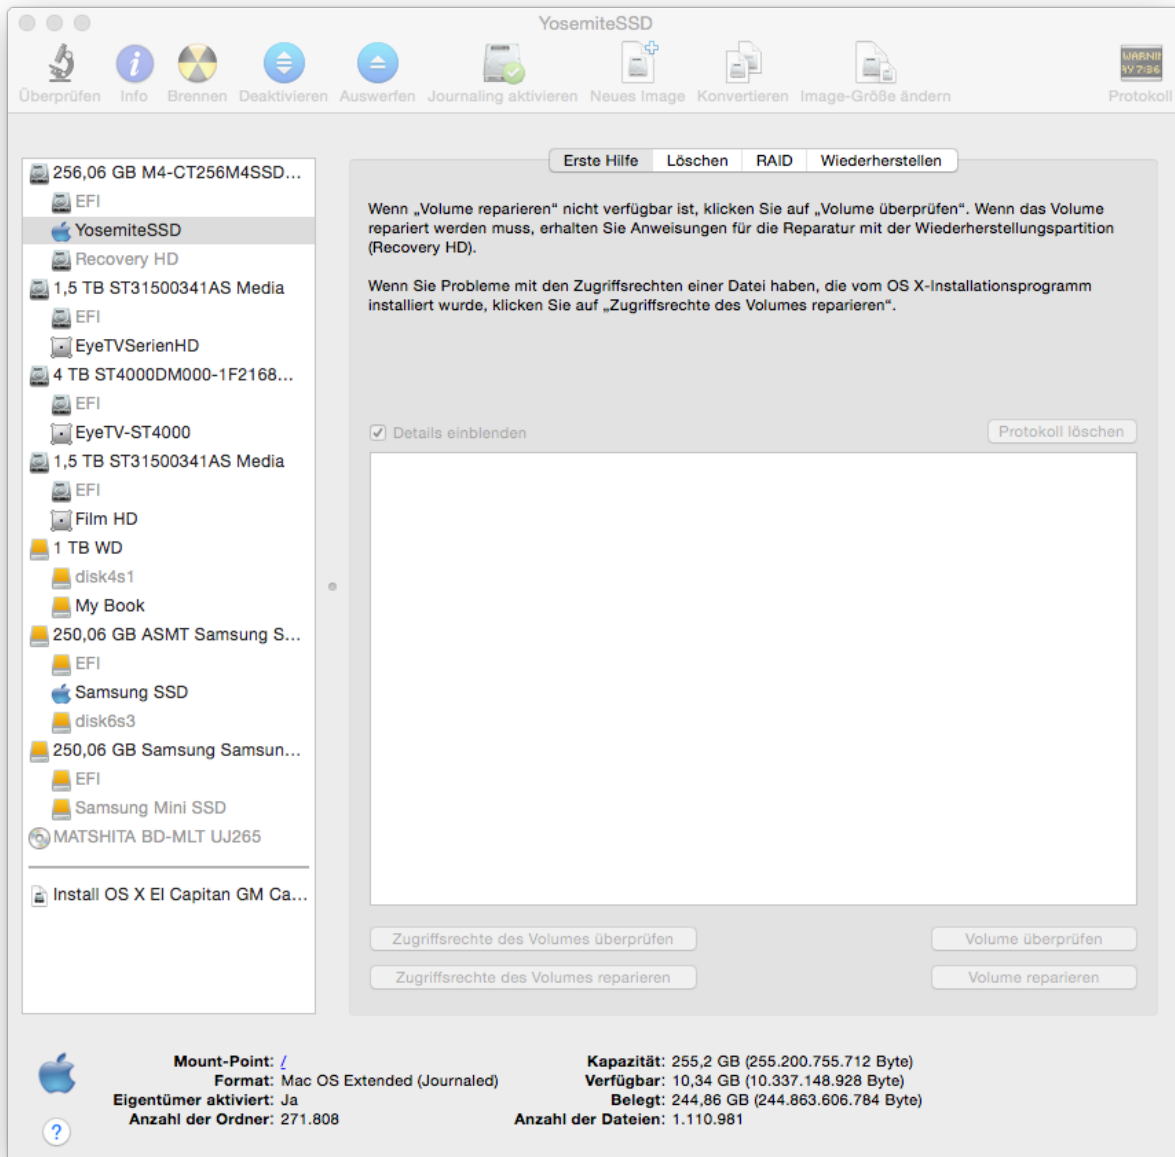 YosemiteSSD
WARNIN
AY 7:36
Überprüfen Info Brennen Deaktivieren Auswerfen Journaling aktivieren Neues Image Konvertieren Image-Größe ändern Protokoll
256,06 GB M4-CT256M4SSD...
EFI
YosemiteSSD
Recovery HD
1,5 TB ST31500341AS Media
EFI
EyeTVSerienHD
4 TB ST4000DM000-1F2168...
EFI
EyeTV-ST4000
1,5 TB ST31500341AS Media
EFI
Film HD
1 TB WD
disk4s1
My Book
250,06 GB ASMT Samsung S...
EFI
Samsung SSD
disk6s3
250,06 GB Samsung Samsun...
EFI
Samsung Mini SSD
MATSHITA BD-MLT UJ265
Install OS X El Capitan GM Ca...
Erste Hilfe Löschen RAID Wiederherstellen
Wenn „Volume reparieren“ nicht verfügbar ist, klicken Sie auf „Volume überprüfen“. Wenn das Volume
repariert werden muss, erhalten Sie Anweisungen für die Reparatur mit der Wiederherstellungspartition
(Recovery HD).
Wenn Sie Probleme mit den Zugriffsrechten einer Datei haben, die vom OS X-Installationsprogramm
installiert wurde, klicken Sie auf „Zugriffsrechte des Volumes reparieren“.
Details einblenden Protokoll löschen
Zugriffsrechte des Volumes überprüfen Volume überprüfen
Zugriffsrechte des Volumes reparieren Volume reparieren
Mount-Point: / Kapazität: 255,2 GB (255.200.755.712 Byte)
Format: Mac OS Extended (Journaled) Verfügbar: 10,34 GB (10.337.148.928 Byte)
Eigentümer aktiviert: Ja Belegt: 244,86 GB (244.863.606.784 Byte)
Anzahl der Ordner: 271.808 Anzahl der Dateien: 1.110.981
?